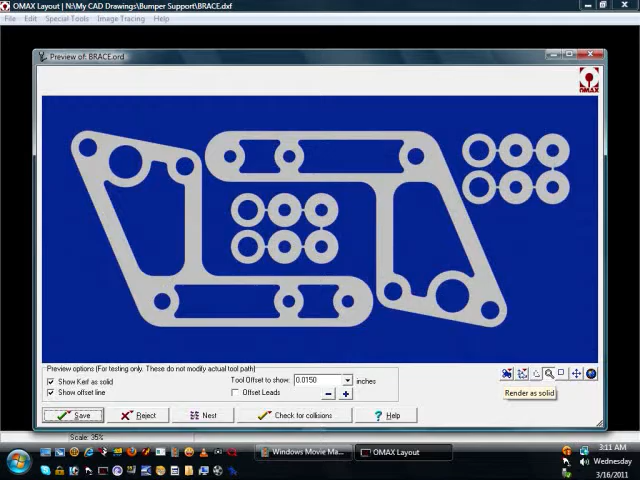 OMAX Layout | N:\My CAD Drawings\Bumper Support\BRACE.dxf
File Edit Special Tools Image Tracing Help
Preview of: BRACE.ord
OMAX
Preview options (For testing only. These do not modify actual tool path)
Show Kerf as solid
Tool Offset to show: 0.0150 inches
Show offset line
Offset Leads
Render as solid
Save Reject Nest Check for collisions Help
Scale: 35%
Windows Movie Ma...
OMAX Layout
3:11 AM
Wednesday
3/16/2011